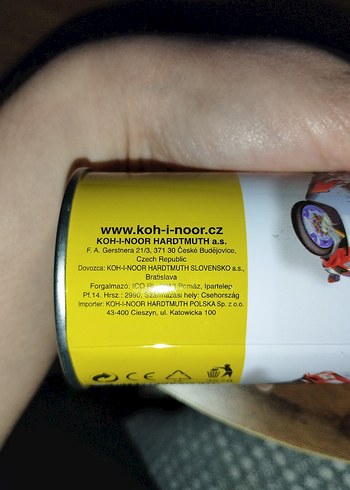 www.koh-i-noor.cz
KOH-I-NOOR HARDTMUTH a.s.
F. A. Gerstnera 21/3, 371 30 České Budějovice,
Czech Republic
Dovozca: KOH-I-NOOR HARDTMUTH SLOVENSKO a.s.,
Bratislava
Forgalmazó: ICO Pomáz, Ipartelep
Pf.14. Hrsz.: 2990, Származási hely: Csehország
Importer: KOH-I-NOOR HARDTMUTH POLSKA Sp. z.o.o.
43-400 Cieszyn, ul. Katowicka 100
CE